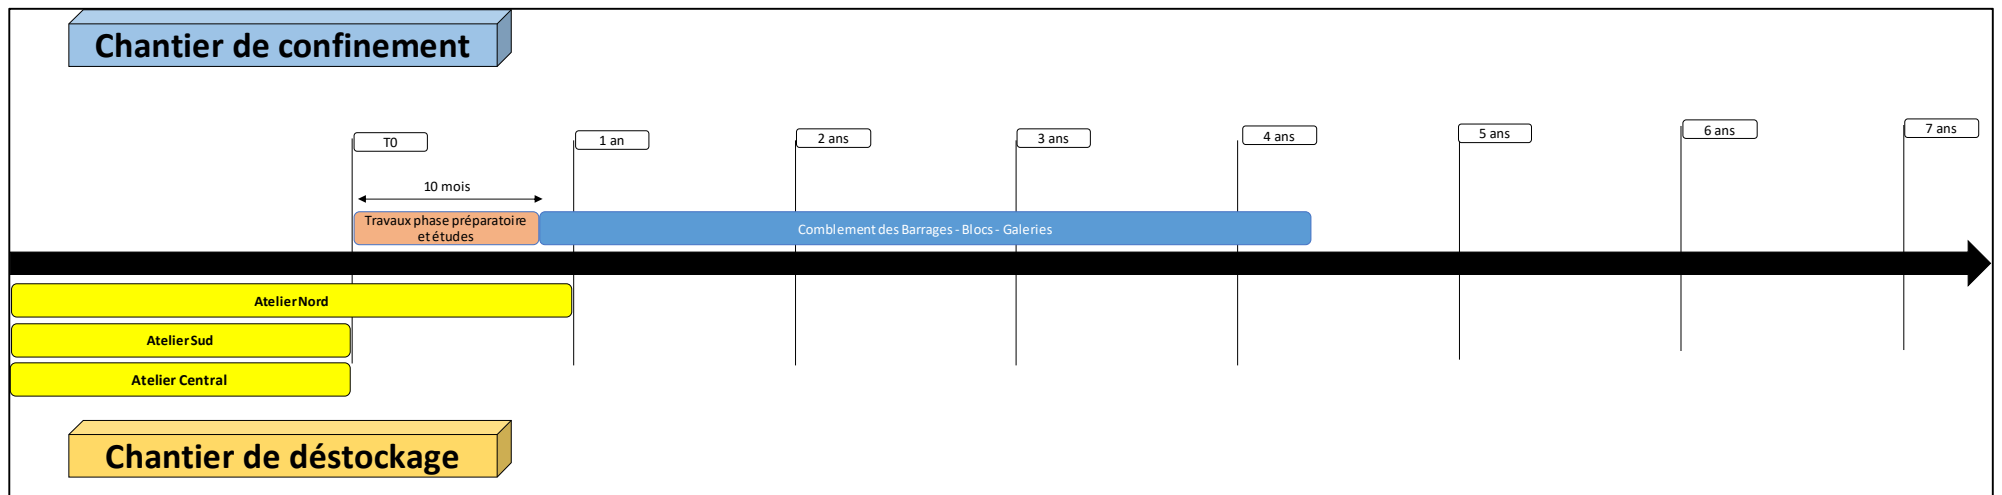 Chantier de confinement
T0
1 an
2 ans
3 ans
4 ans
5 ans
6 ans
7 ans
10 mois
Travaux phase préparatoire
et études
Comblement des Barrages - Blocs - Galeries
Atelier Nord
Atelier Sud
Atelier Central
Chantier de déstockage